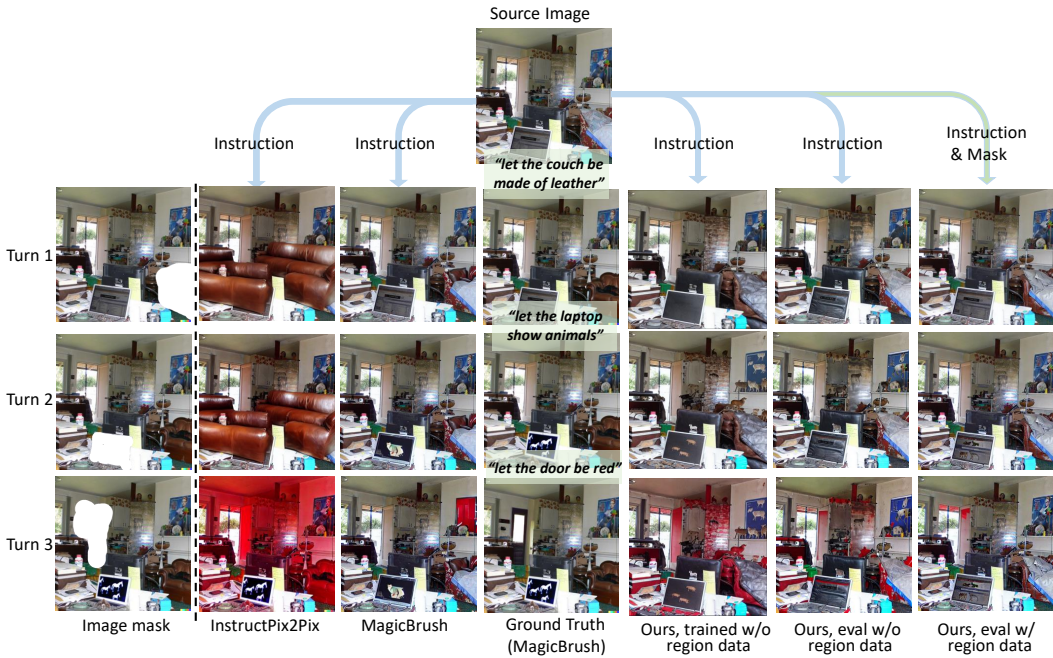 Source Image
Instruction
Instruction
Instruction
Instruction
Instruction
& Mask
“let the couch be
made of leather”
Turn 1
“let the laptop
show animals”
Turn 2
“let the door be red”
Turn 3
Image mask
InstructPix2Pix
MagicBrush
Ground Truth
(MagicBrush)
Ours, trained w/o
region data
Ours, eval w/o
region data
Ours, eval w/
region data